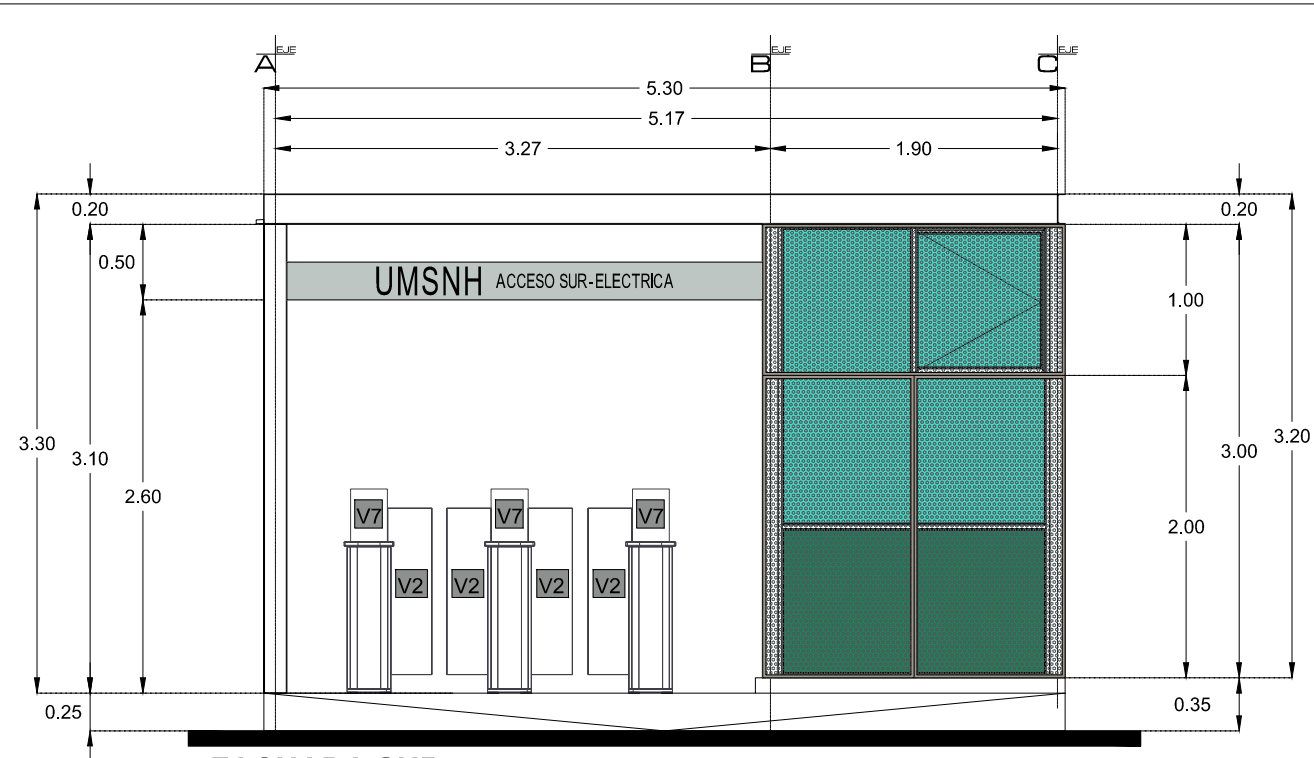 EJE EJE EJE
A B C
5.30
5.17
3.27 1.90
0.20 0.20
0.50
UMSNH ACCESO SUR-ELECTRICA
1.00
3.30 3.10 3.00 3.20
2.60
V7 V7 V7
2.00
V2 V2 V2 V2
0.25 0.35